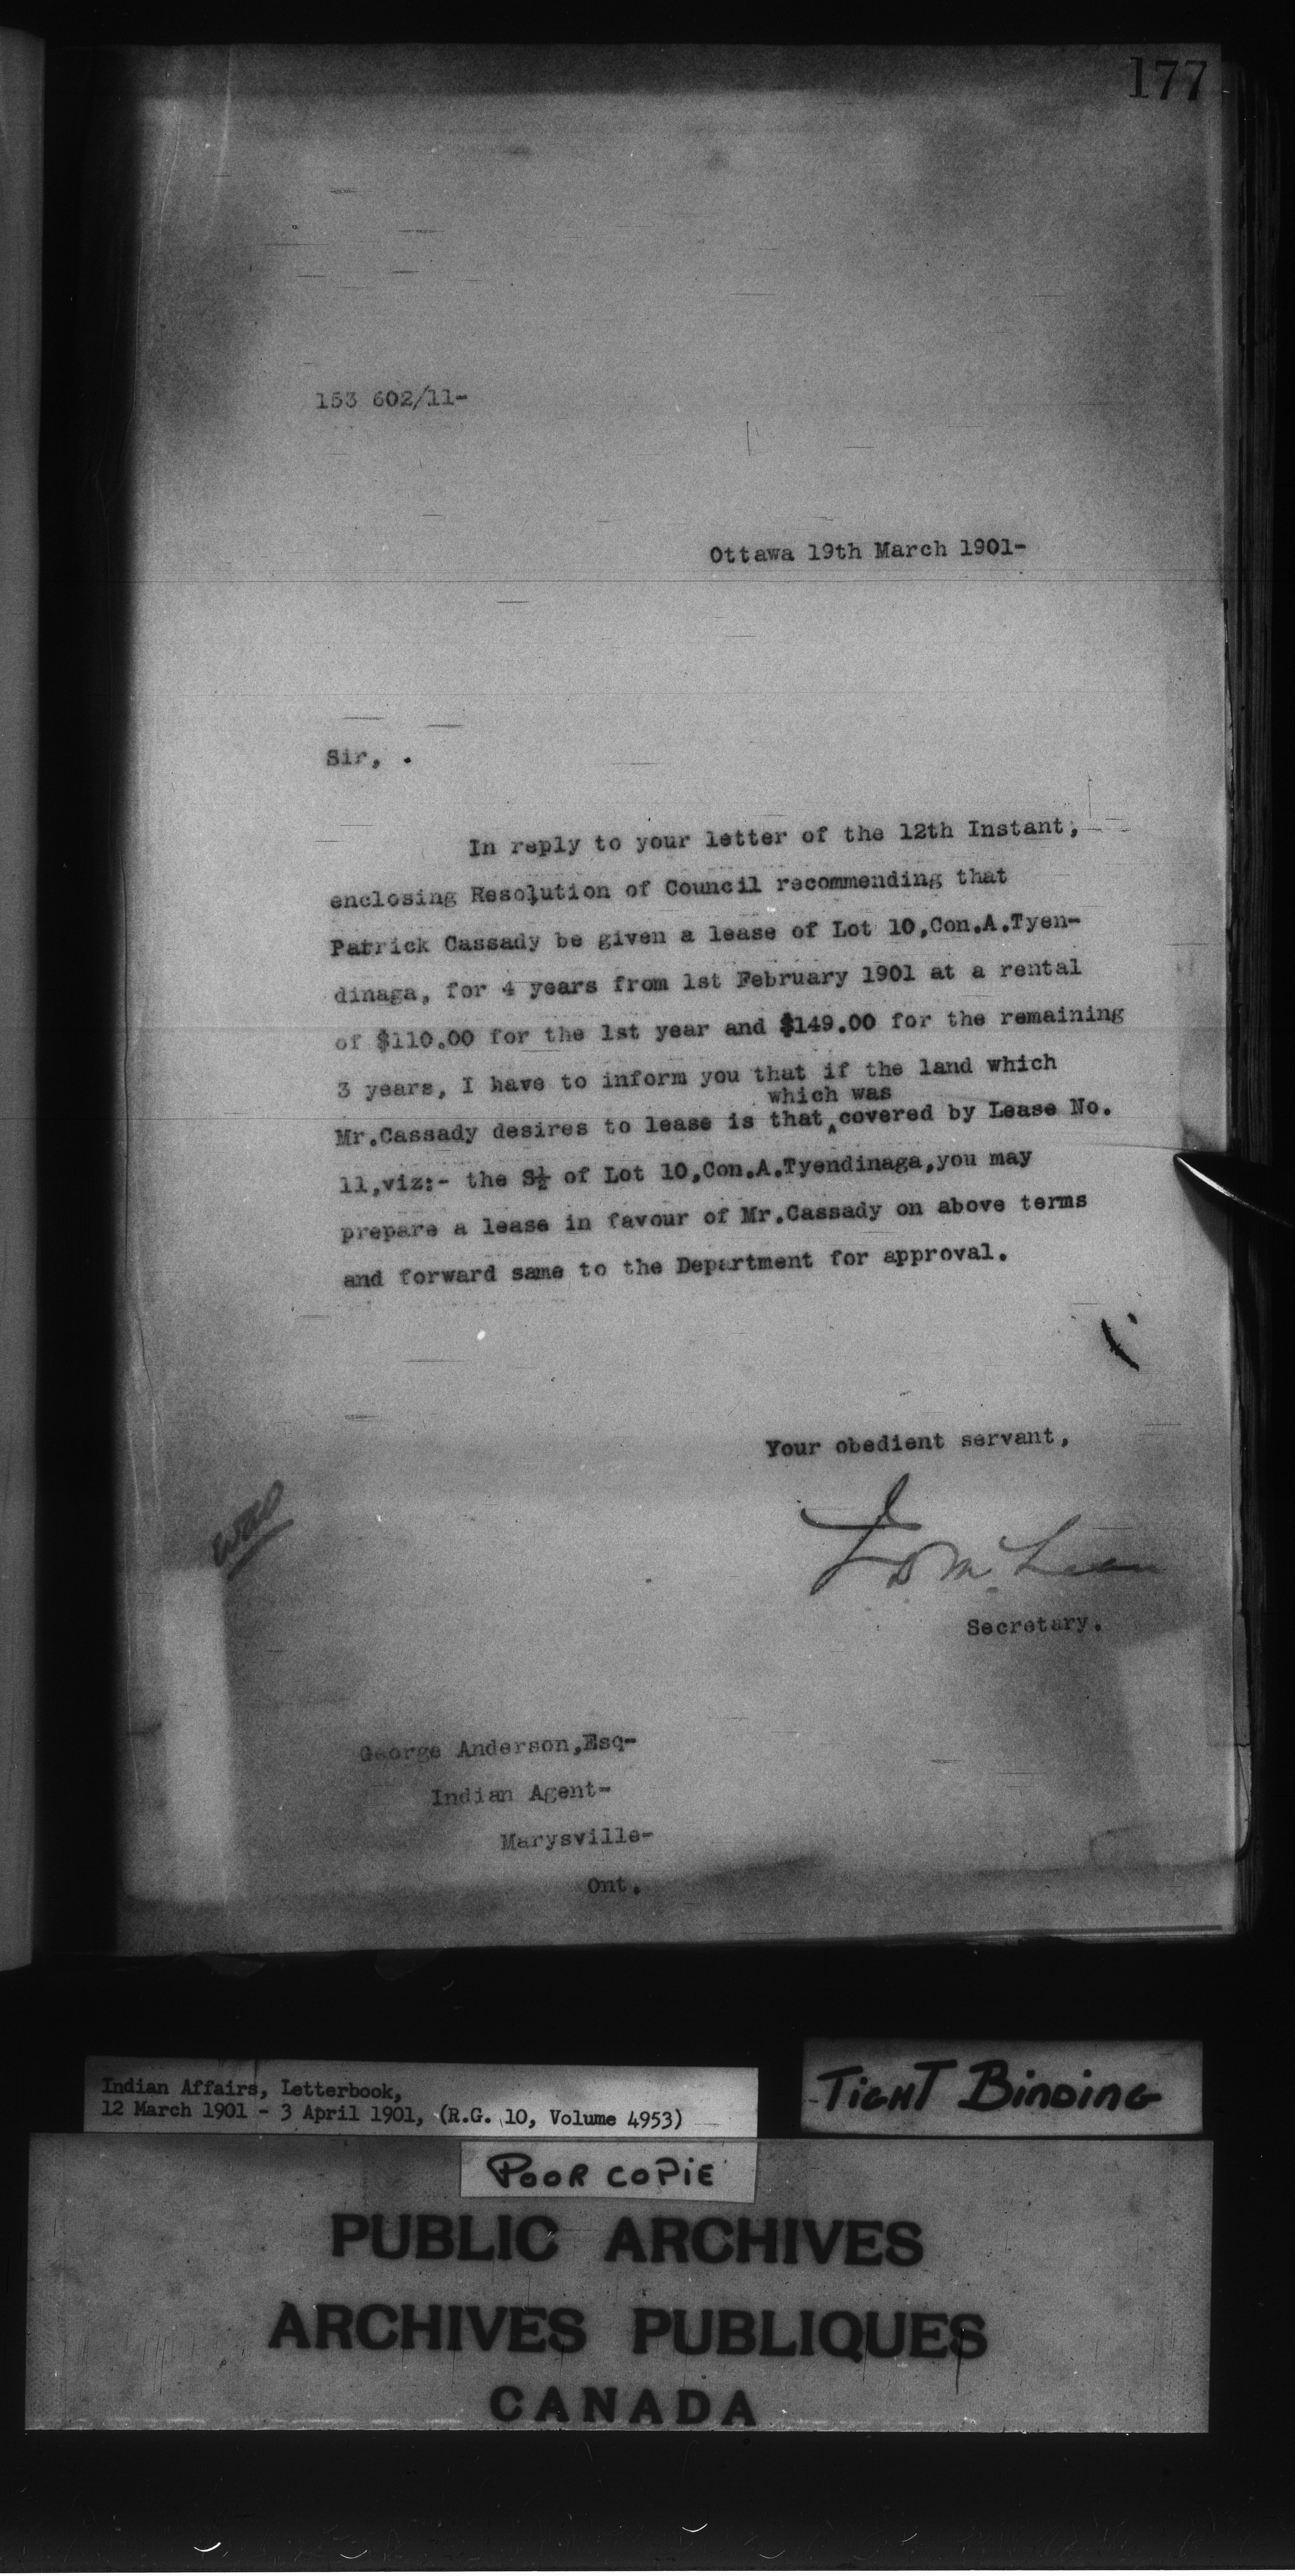 177
153 602/11-
Ottawa 19th March 1901-
Sir, .
In reply to your letter of the 12th Instant,
enclosing Resolution of Council recommending that
Patrick Cassady be given a lease of Lot 10,Con.A.Tyen-
dinaga, for 4 years from 1st February 1901 at a rental
of $110.00 for the 1st year and $149.00 for the remaining
3 years, I have to inform you that if the land which
which was
Mr.Cassady desires to lease is that ‸covered by Lease No.
11,viz:- the S½ of Lot 10,Con.A.Tyendinaga,you may
prepare a lease in favour of Mr.Cassady on above terms
and forward same to the Department for approval.
Your obedient servant,
J D McLean
Secretary.
George Anderson,Esq-
Indian Agent-
Marysville-
Ont.
Indian Affairs, Letterbook,
12 March 1901 - 3 April 1901, (R.G. 10, Volume 4953)
TIGHT BINDING
POOR COPIE
PUBLIC ARCHIVES
ARCHIVES PUBLIQUES
CANADA